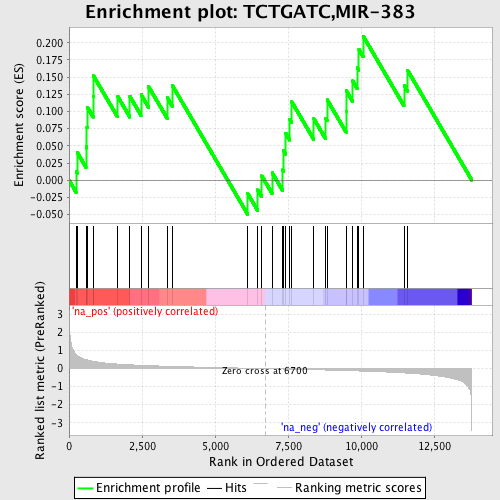 Enrichment plot: TCTGATC,MIR-383
Enrichment score (ES)
0.200
0.175
0.150
0.125
0.100
0.075
0.050
0.025
0.000
-0.025
-0.050
'na_pos' (positively correlated)
Ranked list metric (PreRanked)
3
2
1
0
-1
-2
-3
Zero cross at 6700
'na_neg' (negatively correlated)
0 2,500 5,000 7,500 10,000 12,500
Rank in Ordered Dataset
Enrichment profile Hits Ranking metric scores